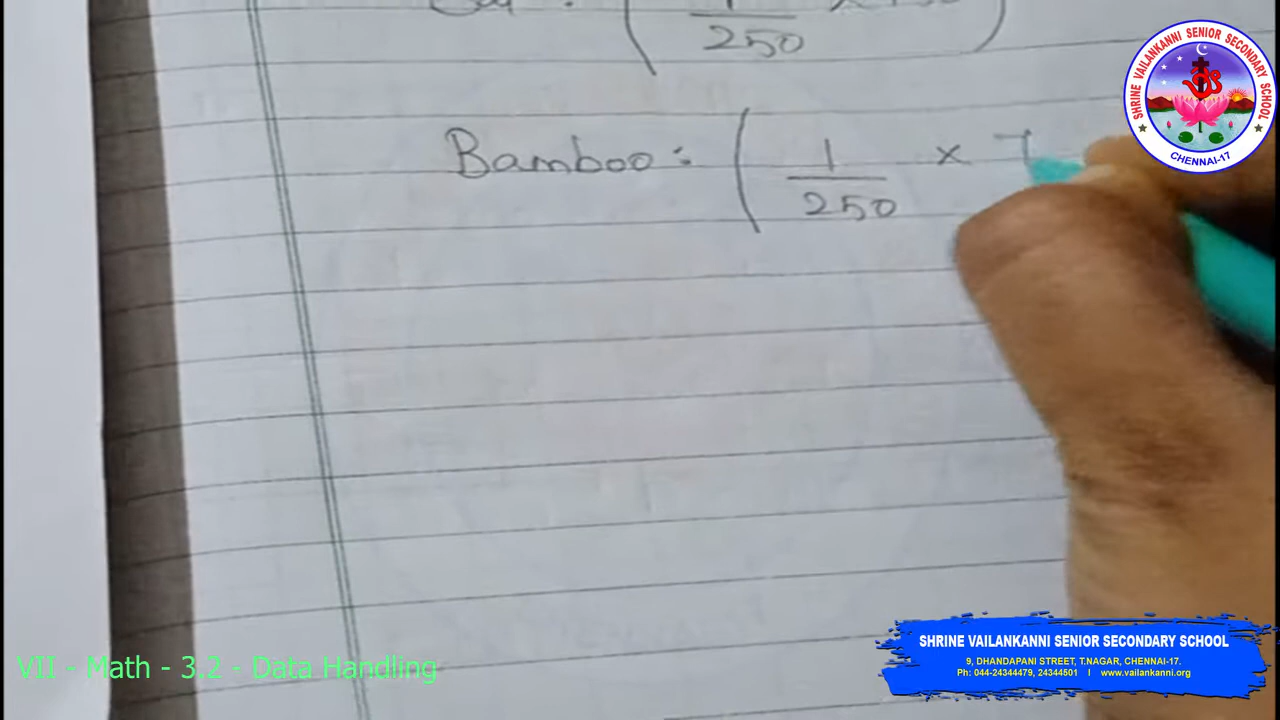 250
Bamboo : ( 1/250 × 7
SHRINE VAILANKANNI SENIOR SECONDARY SCHOOL
CHENNAI-17
VII - Math - 3.2 - Data Handling
SHRINE VAILANKANNI SENIOR SECONDARY SCHOOL
9, DHANDAPANI STREET, T.NAGAR, CHENNAI-17.
Ph: 044-24344479, 24344501 I www.vailankanni.org